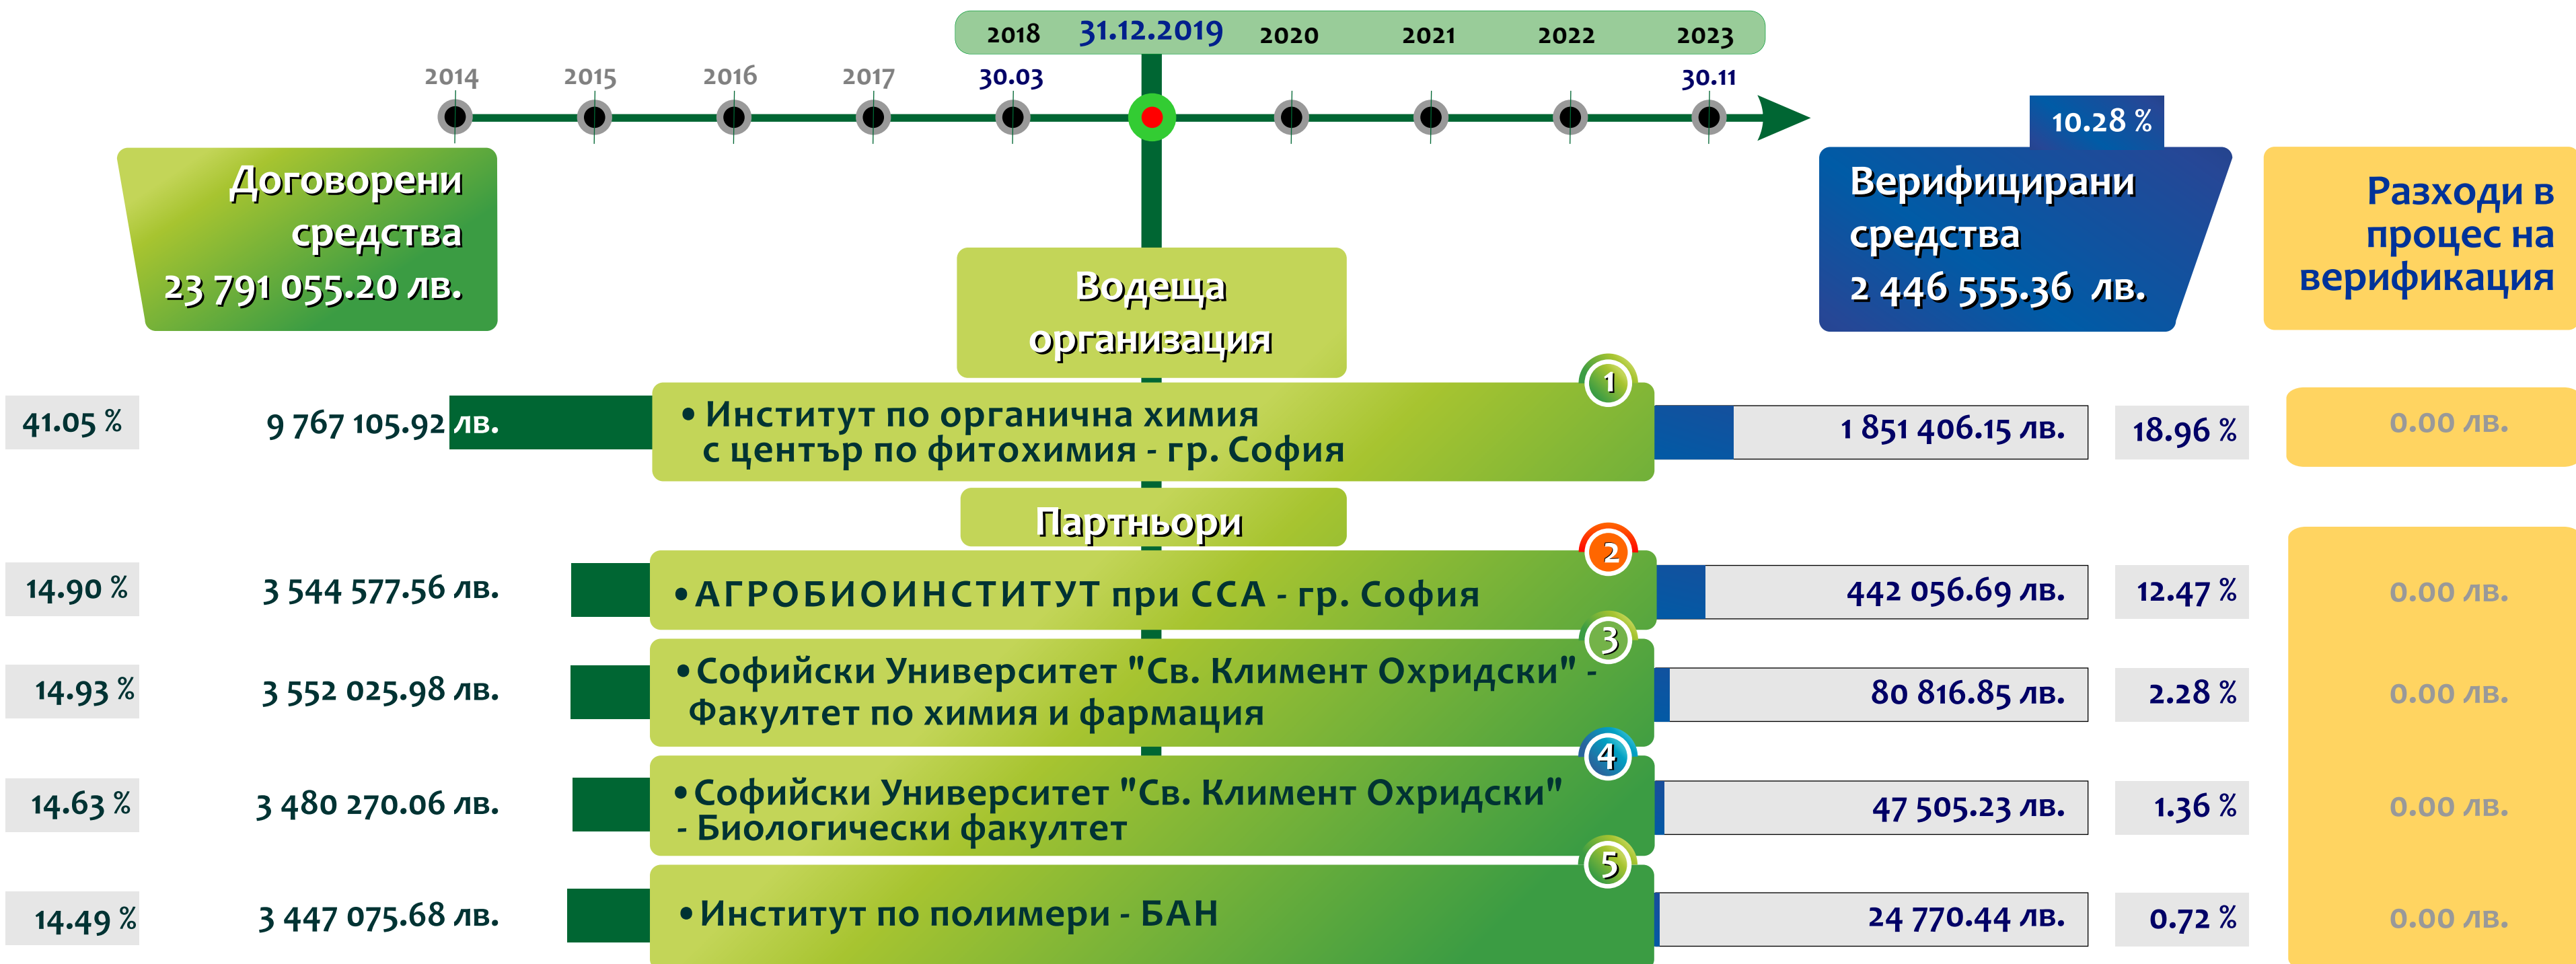 2018 31.12.2019 2020 2021 2022 2023
2014 2015 2016 2017 30.03 30.11
10.28 %
Договорени
средства
23 791 055.20 лв.
Верифицирани
средства
2 446 555.36 лв.
Разходи в
процес на
верификация
Водеща
организация
1
41.05 % 9 767 105.92 лв.
• Институт по органична химия
с център по фитохимия - гр. София
1 851 406.15 лв. 18.96 % 0.00 лв.
Партньори
2
14.90 % 3 544 577.56 лв. • АГРОБИОИНСТИТУТ при ССА - гр. София 442 056.69 лв. 12.47 % 0.00 лв.
3
14.93 % 3 552 025.98 лв.
• Софийски Университет "Св. Климент Охридски" -
Факултет по химия и фармация
80 816.85 лв. 2.28 % 0.00 лв.
4
14.63 % 3 480 270.06 лв.
• Софийски Университет "Св. Климент Охридски"
- Биологически факултет
47 505.23 лв. 1.36 % 0.00 лв.
5
14.49 % 3 447 075.68 лв. • Институт по полимери - БАН 24 770.44 лв. 0.72 % 0.00 лв.